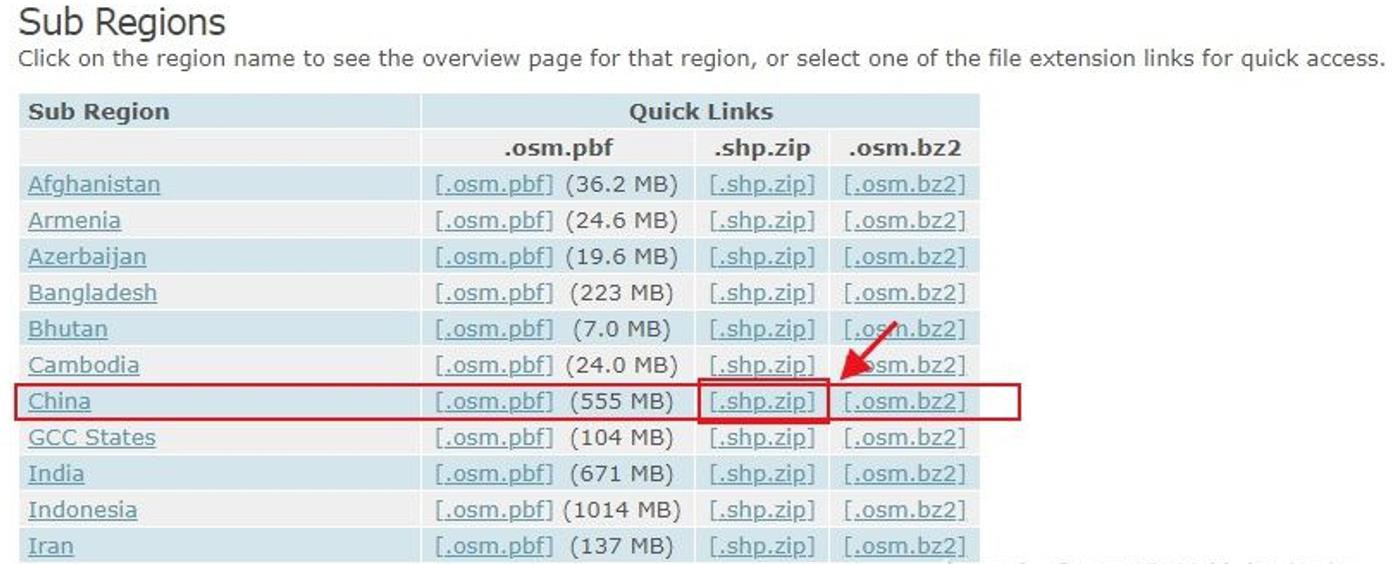 Sub Regions
Click on the region name to see the overview page for that region, or select one of the file extension links for quick access.
Sub Region Quick Links
.osm.pbf .shp.zip .osm.bz2
Afghanistan [.osm.pbf] (36.2 MB) [.shp.zip] [.osm.bz2]
Armenia [.osm.pbf] (24.6 MB) [.shp.zip] [.osm.bz2]
Azerbaijan [.osm.pbf] (19.6 MB) [.shp.zip] [.osm.bz2]
Bangladesh [.osm.pbf] (223 MB) [.shp.zip] [.osm.bz2]
Bhutan [.osm.pbf] (7.0 MB) [.shp.zip] [.osm.bz2]
Cambodia [.osm.pbf] (24.0 MB) [.shp.zip] [.osm.bz2]
China [.osm.pbf] (555 MB) [.shp.zip] [.osm.bz2]
GCC States [.osm.pbf] (104 MB) [.shp.zip] [.osm.bz2]
India [.osm.pbf] (671 MB) [.shp.zip] [.osm.bz2]
Indonesia [.osm.pbf] (1014 MB) [.shp.zip] [.osm.bz2]
Iran [.osm.pbf] (137 MB) [.shp.zip] [.osm.bz2]